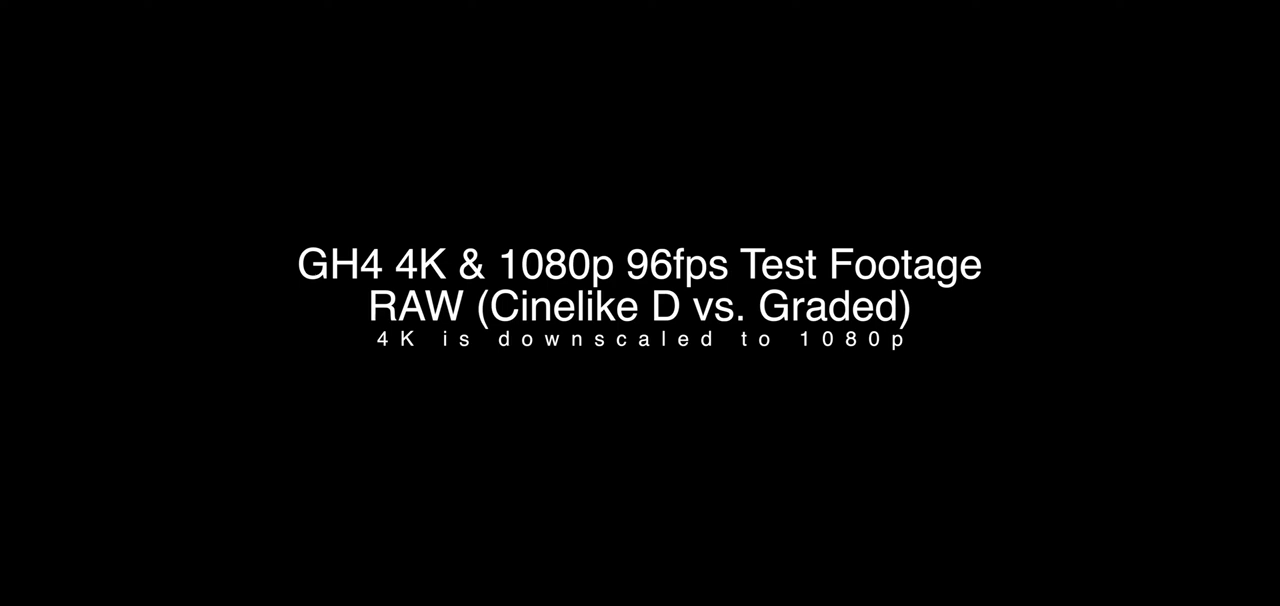 GH4 4K & 1080p 96fps Test Footage
RAW (Cinelike D vs. Graded)
4K is downscaled to 1080p